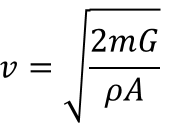 v = √(2mG / ρA)